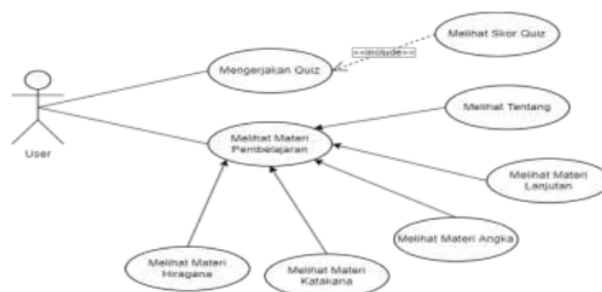 Melihat Skor Quiz
<<include>>
Mengerjakan Quiz
Melihat Tentang
User
Melihat Materi
Pembelajaran
Melihat Materi
Lanjutan
Melihat Materi Angka
Melihat Materi
Hiragana
Melihat Materi
Katakana